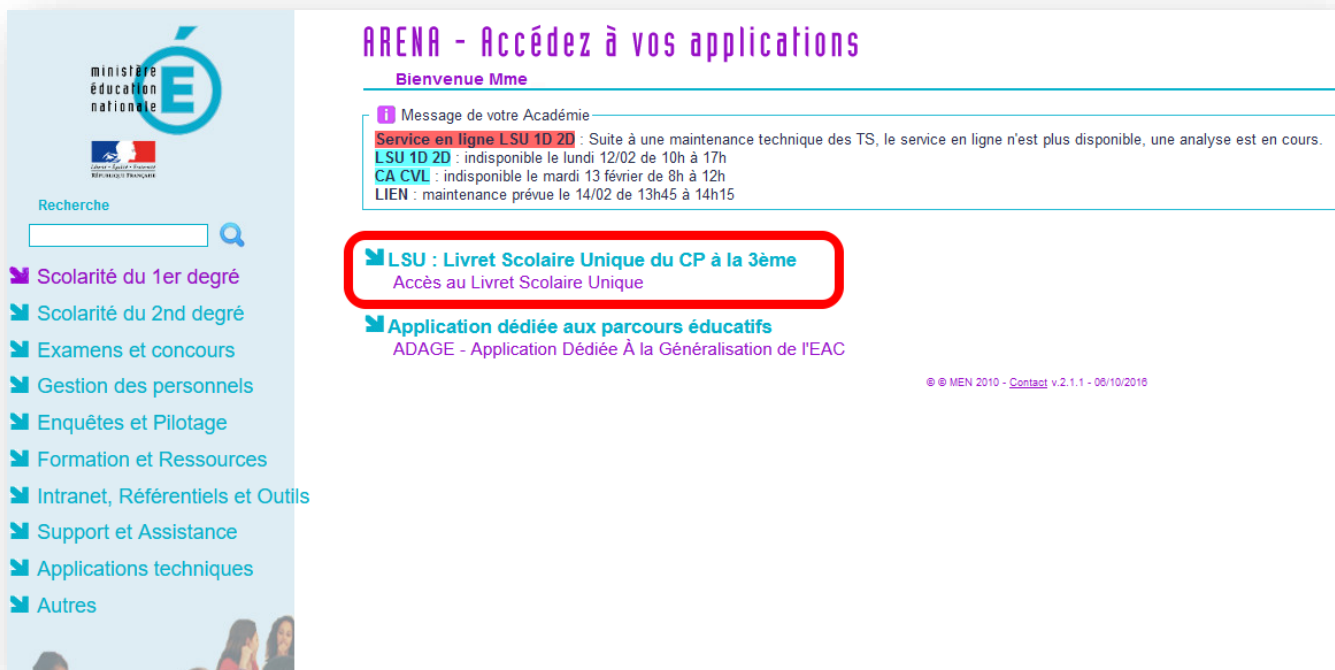 ministère
éducation
nationale
Liberté • Égalité • Fraternité
RÉPUBLIQUE FRANÇAISE
Recherche
Scolarité du 1er degré
Scolarité du 2nd degré
Examens et concours
Gestion des personnels
Enquêtes et Pilotage
Formation et Ressources
Intranet, Référentiels et Outils
Support et Assistance
Applications techniques
Autres
ARENA - Accédez à vos applications
Bienvenue Mme
Message de votre Académie
Service en ligne LSU 1D 2D : Suite à une maintenance technique des TS, le service en ligne n'est plus disponible, une analyse est en cours.
LSU 1D 2D : indisponible le lundi 12/02 de 10h à 17h
CA CVL : indisponible le mardi 13 février de 8h à 12h
LIEN : maintenance prévue le 14/02 de 13h45 à 14h15
LSU : Livret Scolaire Unique du CP à la 3ème
Accès au Livret Scolaire Unique
Application dédiée aux parcours éducatifs
ADAGE - Application Dédiée À la Généralisation de l'EAC
© © MEN 2010 - Contact v.2.1.1 - 06/10/2016